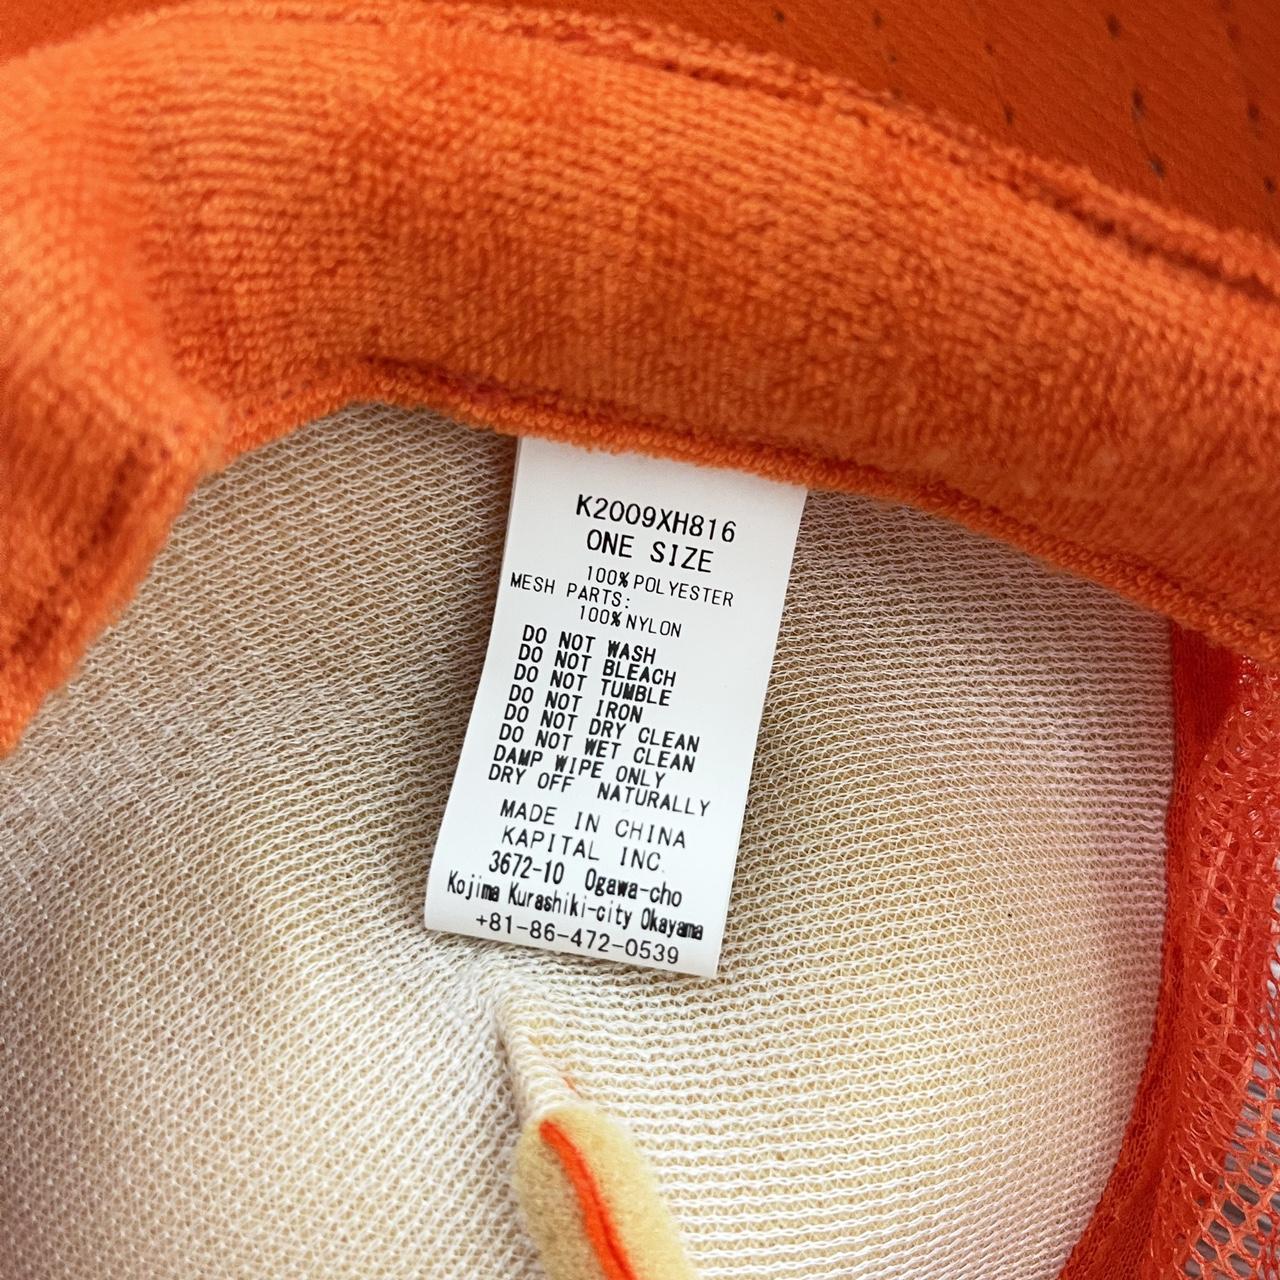 K2009XH816
ONE SIZE
100%POLYESTER
MESH PARTS:
100%NYLON
DO NOT WASH
DO NOT BLEACH
DO NOT TUMBLE
DO NOT IRON
DO NOT DRY CLEAN
DO NOT WET CLEAN
DAMP WIPE ONLY
DRY OFF NATURALLY
MADE IN CHINA
KAPITAL INC.
3672-10 Ogawa-cho
Kojima Kurashiki-city Okayama
+81-86-472-0539